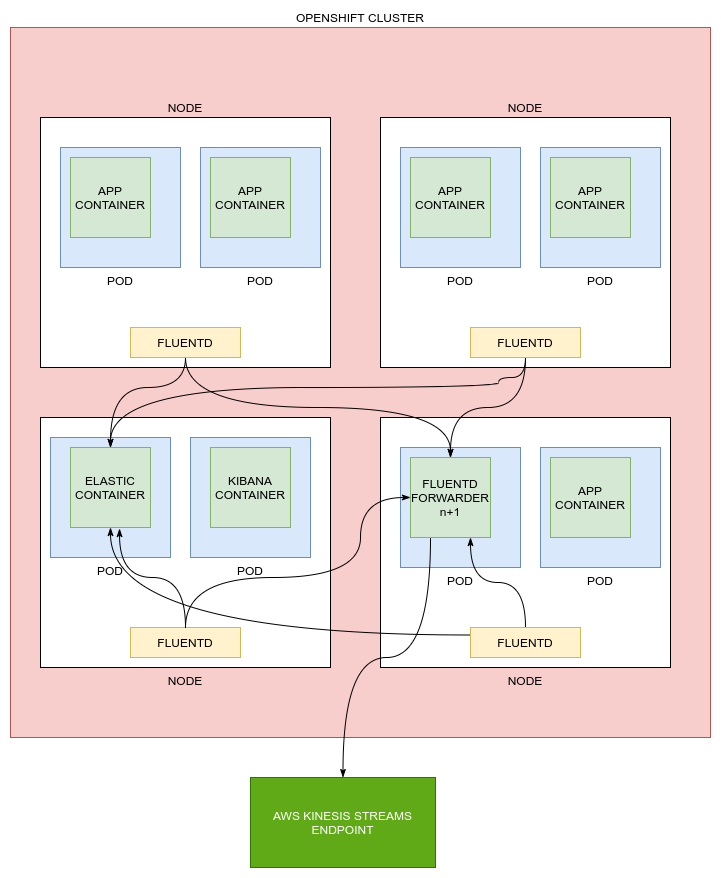 OPENSHIFT CLUSTER
NODE
NODE
APP
CONTAINER
APP
CONTAINER
APP
CONTAINER
APP
CONTAINER
POD
POD
POD
POD
FLUENTD
FLUENTD
ELASTIC
CONTAINER
KIBANA
CONTAINER
FLUENTD
FORWARDER
n+1
APP
CONTAINER
POD
POD
POD
POD
FLUENTD
FLUENTD
NODE
NODE
AWS KINESIS STREAMS
ENDPOINT